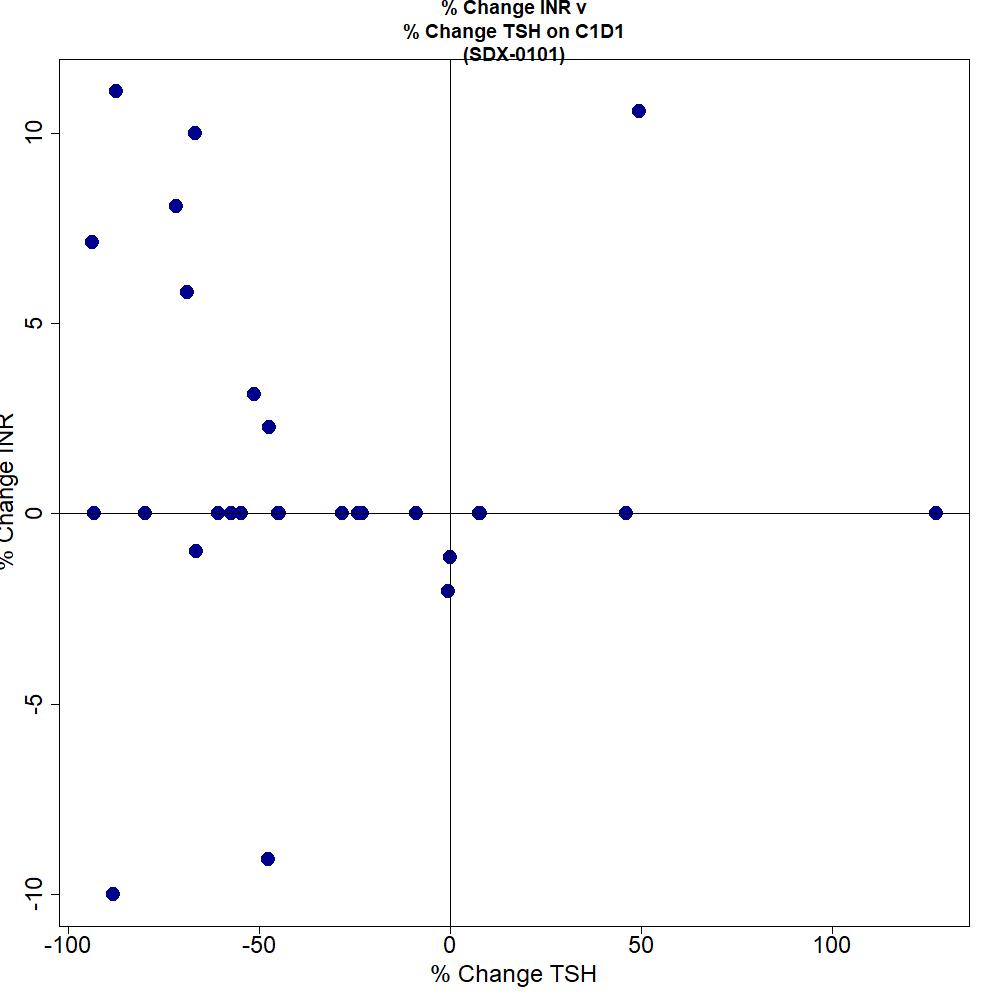 % Change INR v
% Change TSH on C1D1
(SDX-0101)
10
5
0
-5
-10
% Change INR
-100
-50
0
50
100
% Change TSH